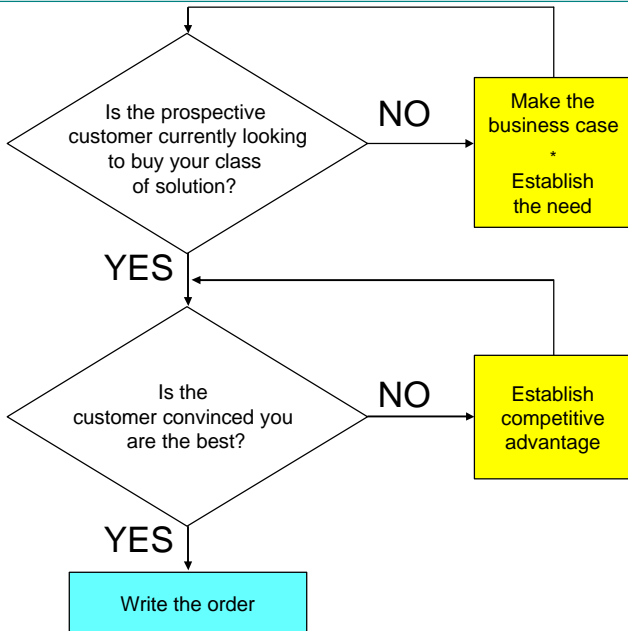 Is the prospective
customer currently looking
to buy your class
of solution?
NO
Make the
business case
*
Establish
the need
YES
Is the
customer convinced you
are the best?
NO
Establish
competitive
advantage
YES
Write the order